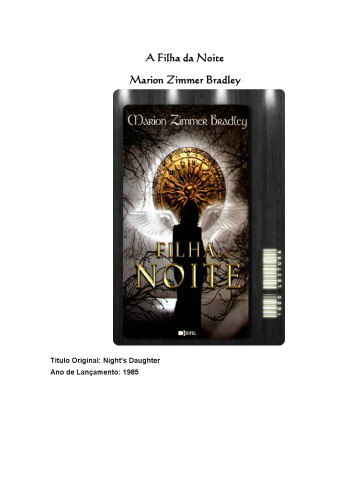 A Filha da Noite
Marion Zimmer Bradley
Marion Zimmer Bradley
FILHA
NOITE
DIFEL
Título Original: Night's Daughter
Ano de Lançamento: 1985